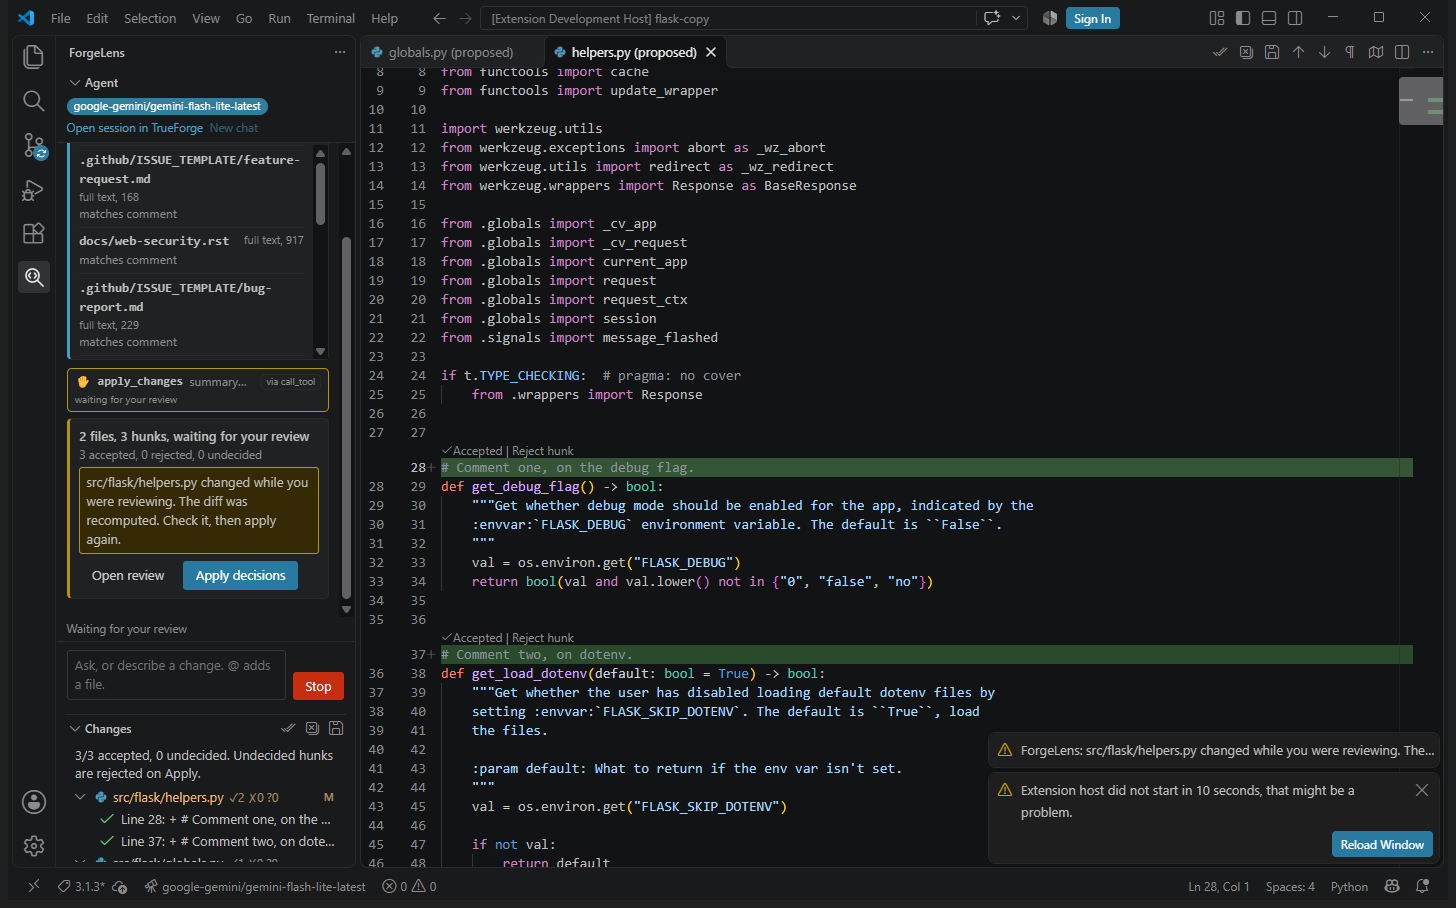 File Edit Selection View Go Run Terminal Help
[Extension Development Host] flask-copy
Sign In
ForgeLens
Agent
google-gemini/gemini-flash-lite-latest
Open session in TrueForge New chat
.github/ISSUE_TEMPLATE/feature-
request.md
full text, 168
matches comment
docs/web-security.rst full text, 917
matches comment
.github/ISSUE_TEMPLATE/bug-
report.md
full text, 229
matches comment
apply_changes summary... via call_tool
waiting for your review
2 files, 3 hunks, waiting for your review
3 accepted, 0 rejected, 0 undecided
src/flask/helpers.py changed while you
were reviewing. The diff was
recomputed. Check it, then apply
again.
Open review Apply decisions
Waiting for your review
Ask, or describe a change. @ adds
a file.
Stop
Changes
3/3 accepted, 0 undecided. Undecided hunks
are rejected on Apply.
src/flask/helpers.py ✓2 ✗0 ?0 M
Line 28: + # Comment one, on the ...
Line 37: + # Comment two, on dote...
src/flask/globals.py ✓1 ✗0 ?0
globals.py (proposed) helpers.py (proposed)
8 8 from functools import cache
9 9 from functools import update_wrapper
10 10
11 11 import werkzeug.utils
12 12 from werkzeug.exceptions import abort as _wz_abort
13 13 from werkzeug.utils import redirect as _wz_redirect
14 14 from werkzeug.wrappers import Response as BaseResponse
15 15
16 16 from .globals import _cv_app
17 17 from .globals import _cv_request
18 18 from .globals import current_app
19 19 from .globals import request
20 20 from .globals import request_ctx
21 21 from .globals import session
22 22 from .signals import message_flashed
23 23
24 24 if t.TYPE_CHECKING:  # pragma: no cover
25 25     from .wrappers import Response
26 26
27 27
✓Accepted | Reject hunk
28+ # Comment one, on the debug flag.
28 29 def get_debug_flag() -> bool:
29 30     """Get whether debug mode should be enabled for the app, indicated by the
30 31     :envvar:`FLASK_DEBUG` environment variable. The default is ``False``.
31 32     """
32 33     val = os.environ.get("FLASK_DEBUG")
33 34     return bool(val and val.lower() not in {"0", "false", "no"})
34 35
35 36
✓Accepted | Reject hunk
37+ # Comment two, on dotenv.
36 38 def get_load_dotenv(default: bool = True) -> bool:
37 39     """Get whether the user has disabled loading default dotenv files by
38 40     setting :envvar:`FLASK_SKIP_DOTENV`. The default is ``True``, load
39 41     the files.
40 42
41 43     :param default: What to return if the env var isn't set.
42 44     """
43 45     val = os.environ.get("FLASK_SKIP_DOTENV")
44 46
45 47     if not val:
46 48         return default
ForgeLens: src/flask/helpers.py changed while you were reviewing. The...
Extension host did not start in 10 seconds, that might be a
problem.
Reload Window
3.1.3* google-gemini/gemini-flash-lite-latest 0 0 Ln 28, Col 1 Spaces: 4 Python